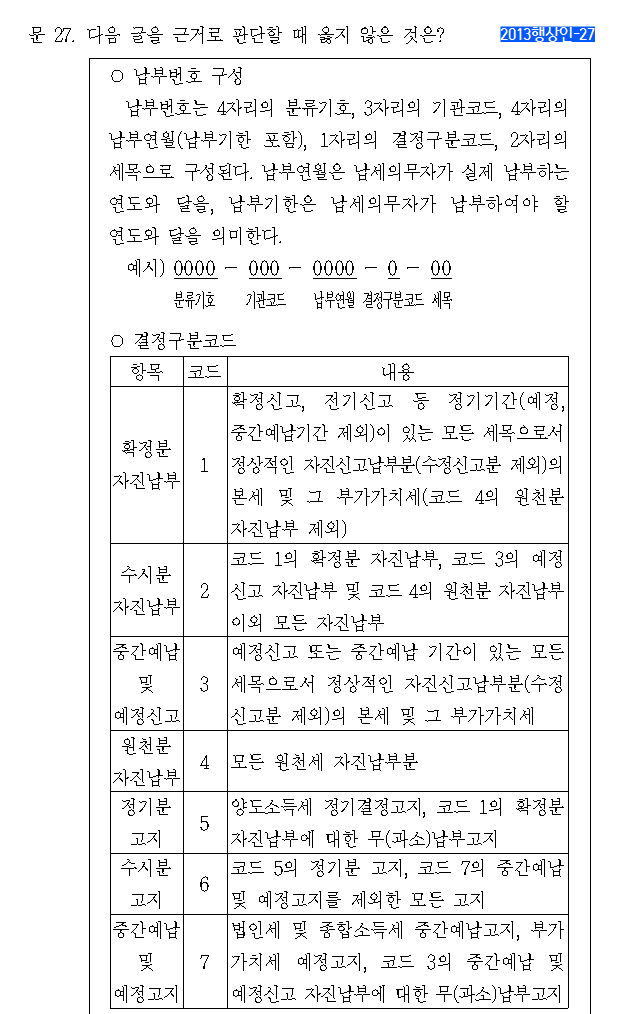 문 27. 다음 글을 근거로 판단할 때 옳지 않은 것은?
2013행상인-27
○ 납부번호 구성
납부번호는 4자리의 분류기호, 3자리의 기관코드, 4자리의
납부연월(납부기한 포함), 1자리의 결정구분코드, 2자리의
세목으로 구성된다. 납부연월은 납세의무자가 실제 납부하는
연도와 달을, 납부기한은 납세의무자가 납부하여야 할
연도와 달을 의미한다.
예시) 0000 - 000 - 0000 - 0 - 00
분류기호 기관코드 납부연월 결정구분코드 세목
○ 결정구분코드
항목 코드 내용
확정분
자진납부
1
확정신고, 전기신고 등 정기기간(예정,
중간예납기간 제외)이 있는 모든 세목으로서
정상적인 자진신고납부분(수정신고분 제외)의
본세 및 그 부가가치세(코드 4의 원천분
자진납부 제외)
수시분
자진납부
2
코드 1의 확정분 자진납부, 코드 3의 예정
신고 자진납부 및 코드 4의 원천분 자진납부
이외 모든 자진납부
중간예납
및
예정신고
3
예정신고 또는 중간예납 기간이 있는 모든
세목으로서 정상적인 자진신고납부분(수정
신고분 제외)의 본세 및 그 부가가치세
원천분
자진납부
4
모든 원천세 자진납부분
정기분
고지
5
양도소득세 정기결정고지, 코드 1의 확정분
자진납부에 대한 무(과소)납부고지
수시분
고지
6
코드 5의 정기분 고지, 코드 7의 중간예납
및 예정고지를 제외한 모든 고지
중간예납
및
예정고지
7
법인세 및 종합소득세 중간예납고지, 부가
가치세 예정고지, 코드 3의 중간예납 및
예정신고 자진납부에 대한 무(과소)납부고지